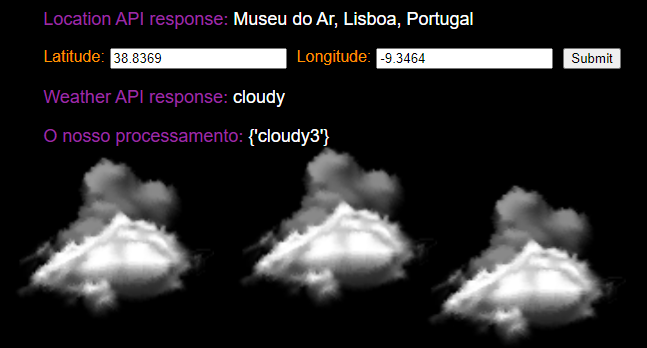 Location API response: Museu do Ar, Lisboa, Portugal
Latitude: 38.8369 Longitude: -9.3464 Submit
Weather API response: cloudy
O nosso processamento: {'cloudy3'}